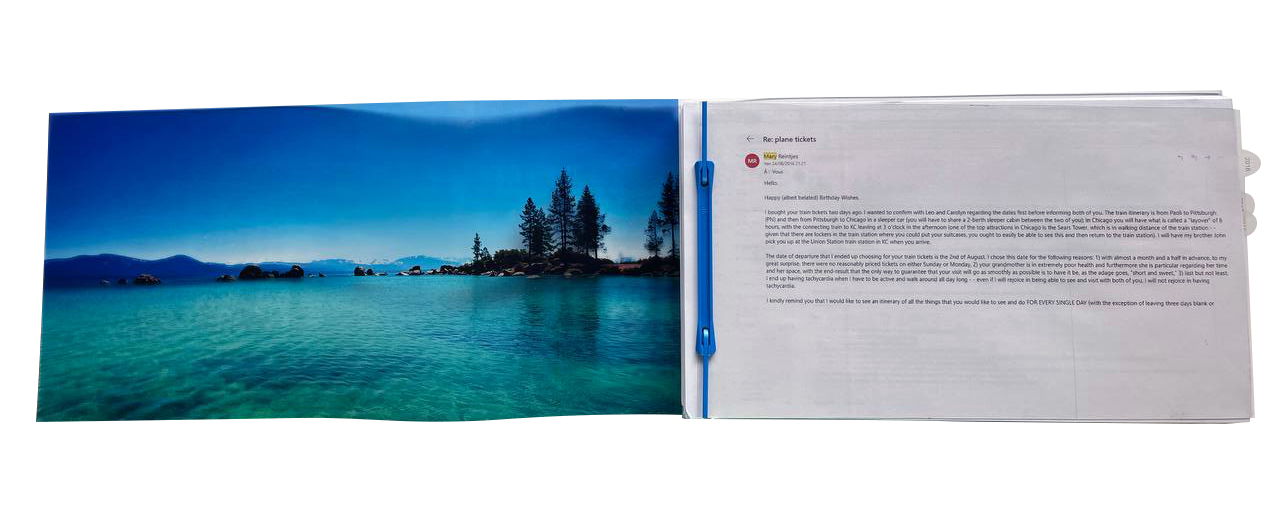 Re: plane tickets
MR
Mary Reintjes
24/06/2016 21:21
À : Vous
Hello,
Happy (albeit belated) Birthday Wishes.
I bought your train tickets two days ago. I wanted to confirm with Leo and Carolyn regarding the dates first before informing both of you. The train itinerary is from Paoli to Pittsburgh
(PN) and then from Pittsburgh to Chicago in a sleeper car (you will have to share a 2-berth sleeper cabin between the two of you); in Chicago you will have what is called a "layover" of 6
hours, with the connecting train to KC leaving at 3 o'clock in the afternoon (one of the top attractions in Chicago is the Sears Tower, which is in walking distance of the train station - -
given that there are lockers in the train station where you could put your suitcases, you ought to easily be able to see this and then return to the train station). I will have my brother John
pick you up at the Union Station train station in KC when you arrive.
The date of departure that I ended up choosing for your train tickets is the 2nd of August. I chose this date for the following reasons: 1) with almost a month and a half in advance, to my
great surprise, there were no reasonably priced tickets on either Sunday or Monday, 2) your grandmother is in extremely poor health and furthermore she is particular regarding her time
and her space, with the end-result that the only way to guarantee that your visit will go as smoothly as possible is to have it be, as the adage goes, "short and sweet," 3) last but not least,
I end up having tachycardia when I have to be active and walk around all day long - - even if I will rejoice in being able to see and visit with both of you, I will not rejoice in having
tachycardia.
I kindly remind you that I would like to see an itinerary of all the things that you would like to see and do FOR EVERY SINGLE DAY (with the exception of leaving three days blank or
2016